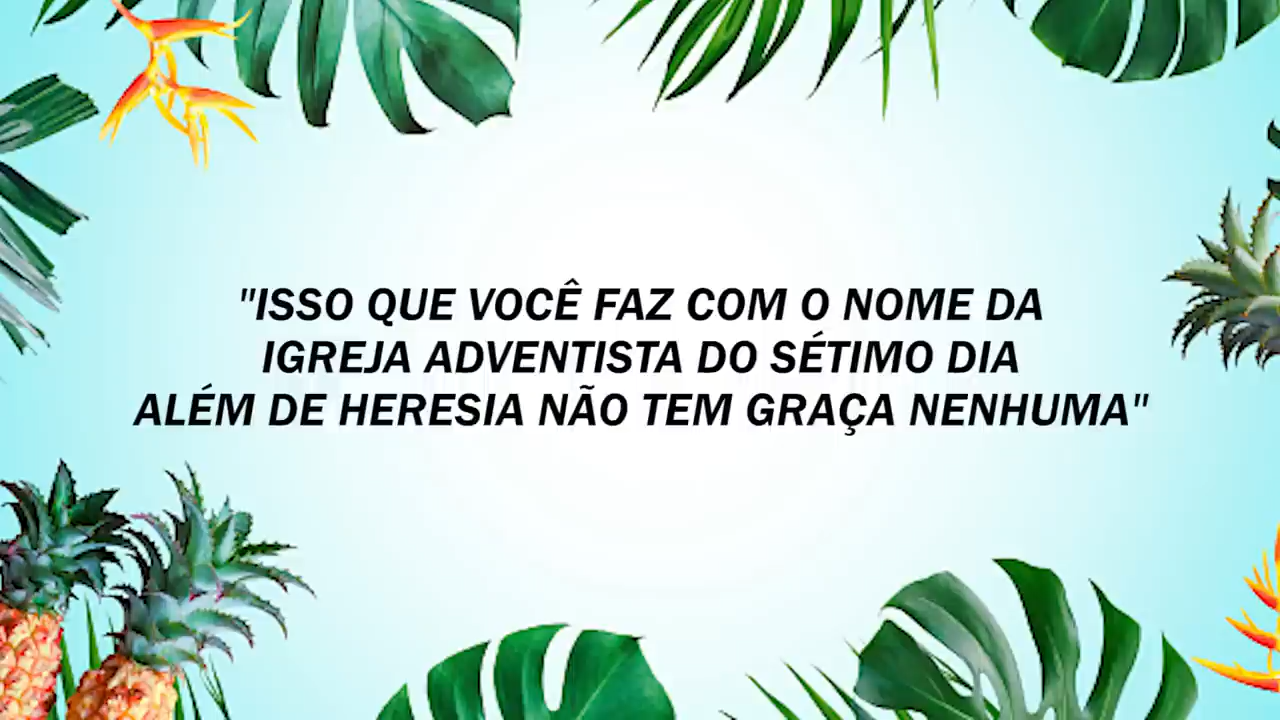 "ISSO QUE VOCÊ FAZ COM O NOME DA
IGREJA ADVENTISTA DO SÉTIMO DIA
ALÉM DE HERESIA NÃO TEM GRAÇA NENHUMA"